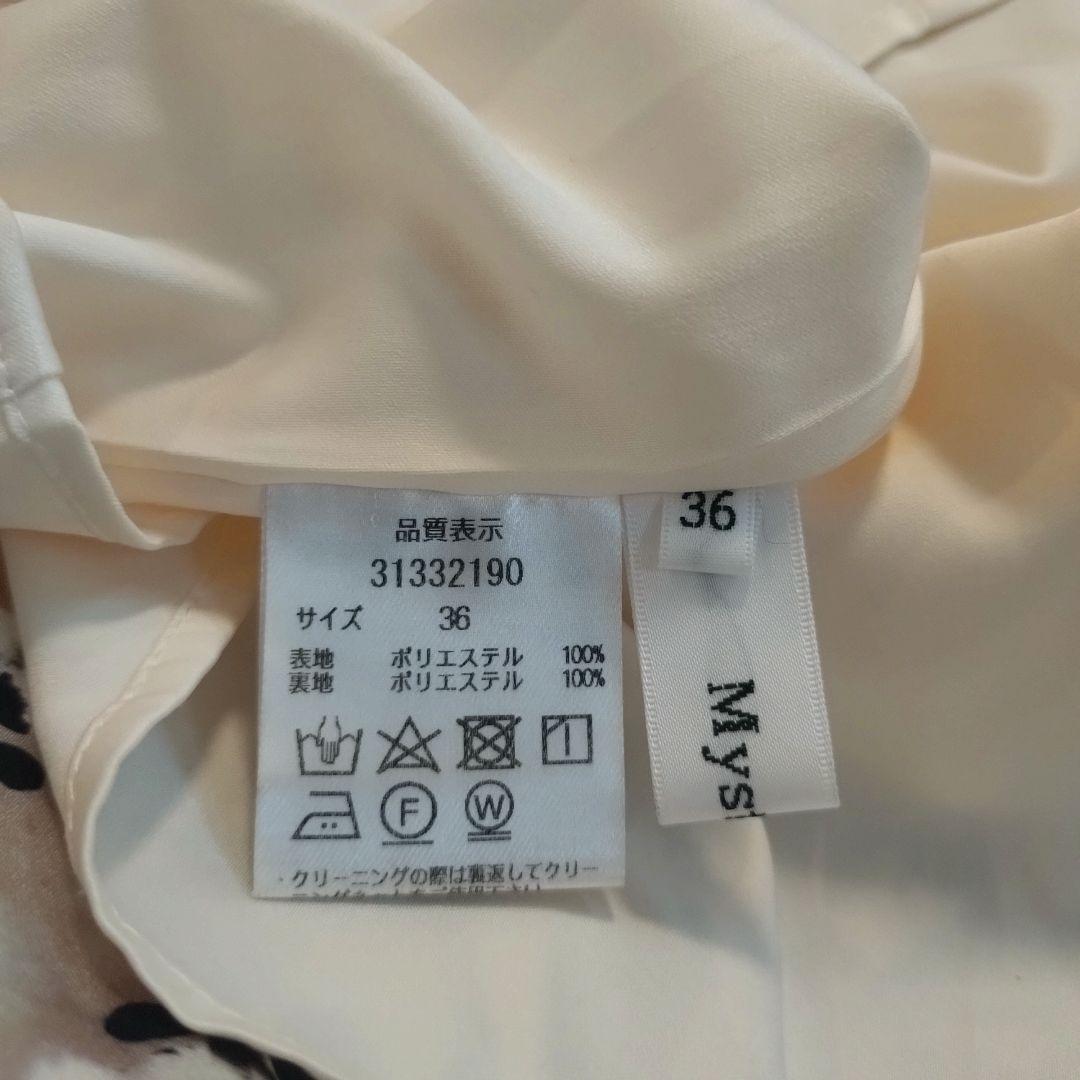 品質表示
31332190
サイズ 36
表地 ポリエステル 100%
裏地 ポリエステル 100%
F W
・クリーニングの際は裏返してクリー
36
Mys